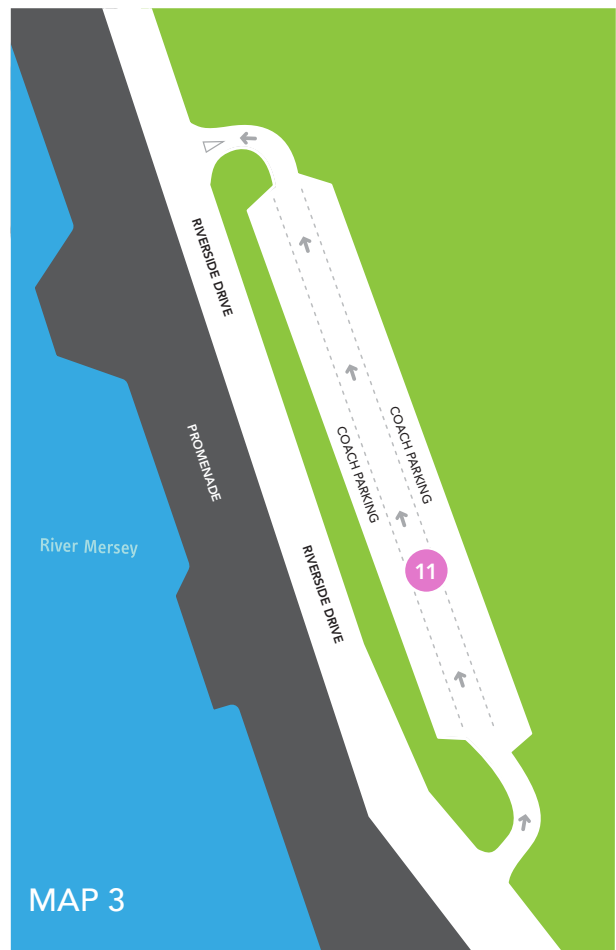 RIVERSIDE DRIVE
COACH PARKING
COACH PARKING
PROMENADE
River Mersey
RIVERSIDE DRIVE
11
MAP 3